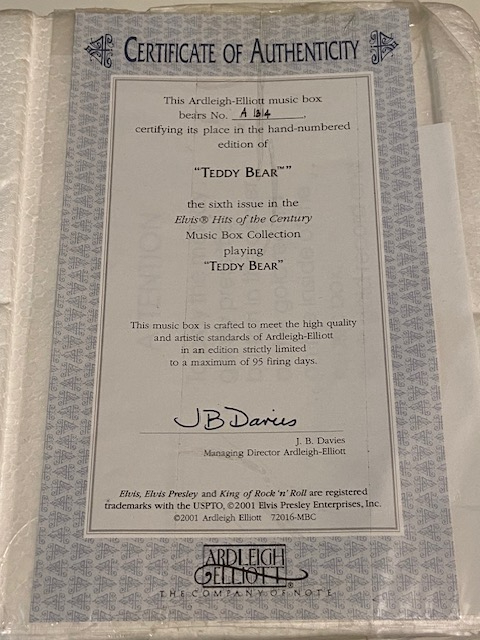 CERTIFICATE OF AUTHENTICITY
This Ardleigh-Elliott music box
bears No. A
certifying its place in the hand-numbered
edition of
"TEDDY BEAR™"
the sixth issue in the
Elvis® Hits of the Century
Music Box Collection
playing
"TEDDY BEAR"
This music box is crafted to meet the high quality
and artistic standards of Ardleigh-Elliott
in an edition strictly limited
to a maximum of 95 firing days.
JB Davies
J. B. Davies
Managing Director Ardleigh-Elliott
Elvis, Elvis Presley and King of Rock 'n' Roll are registered
trademarks with the USPTO, ©2001 Elvis Presley Enterprises, Inc.
©2001 Ardleigh Elliott 72016-MBC
ARDLEIGH
ELLIOTT®
THE COMPANY OF NOTE